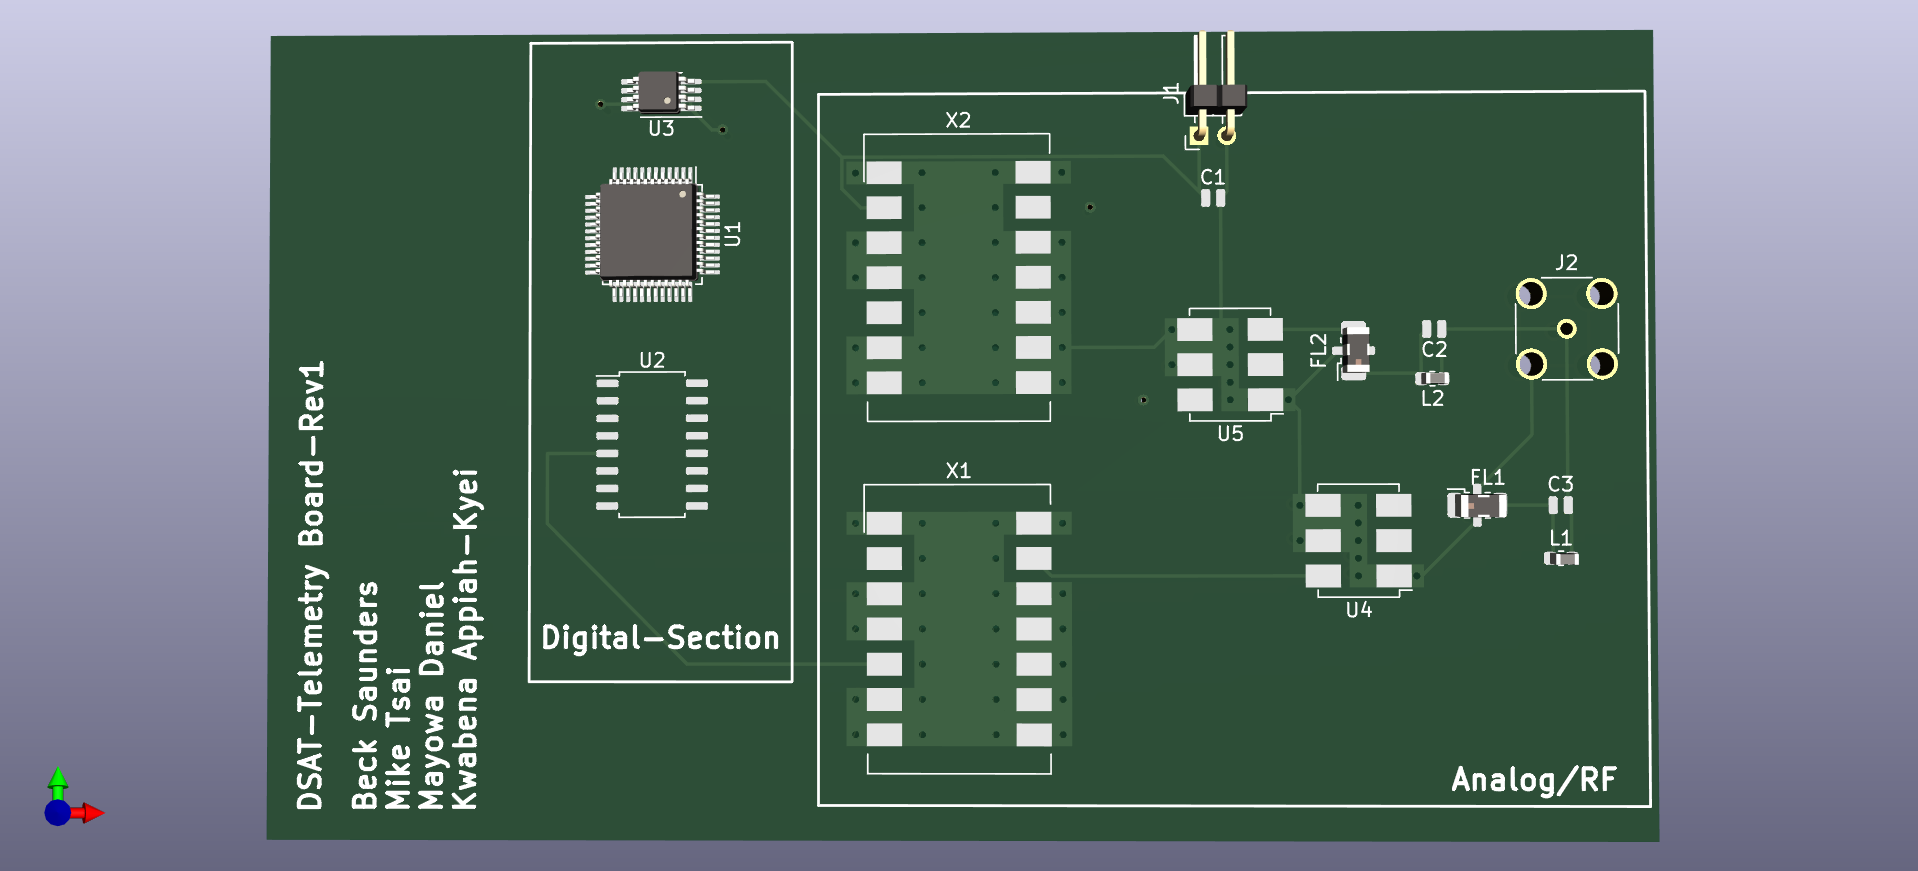 DSAT-Telemetry Board-Rev1
Beck Saunders
Mike Tsai
Mayowa Daniel
Kwabena Appiah-Kyei
U3
U1
U2
Digital-Section
X2
X1
J1
C1
J2
FL2
C2
L2
U5
FL1
C3
L1
U4
Analog/RF